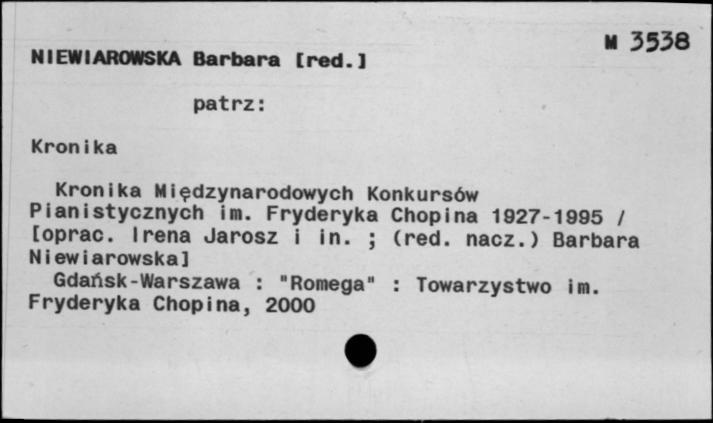 M 3538
NIEWIAROWSKA Barbara [red.]
patrz:
Kronika
Kronika Międzynarodowych Konkursów
Pianistycznych im. Fryderyka Chopina 1927-1995 /
[oprac. Irena Jarosz i in. ; (red. nacz.) Barbara
Niewiarowska]
Gdańsk-Warszawa : "Romega" : Towarzystwo im.
Fryderyka Chopina, 2000